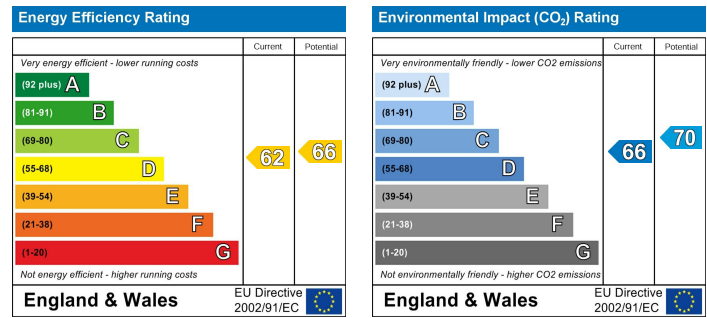 Energy Efficiency Rating
Current Potential
Very energy efficient - lower running costs
(92 plus) A
(81-91) B
(69-80) C
(55-68) D
(39-54) E
(21-38) F
(1-20) G
62 66
Not energy efficient - higher running costs
England & Wales
EU Directive
2002/91/EC
Environmental Impact (CO₂) Rating
Current Potential
Very environmentally friendly - lower CO2 emissions
(92 plus) A
(81-91) B
(69-80) C
(55-68) D
(39-54) E
(21-38) F
(1-20) G
66 70
Not environmentally friendly - higher CO2 emissions
England & Wales
EU Directive
2002/91/EC